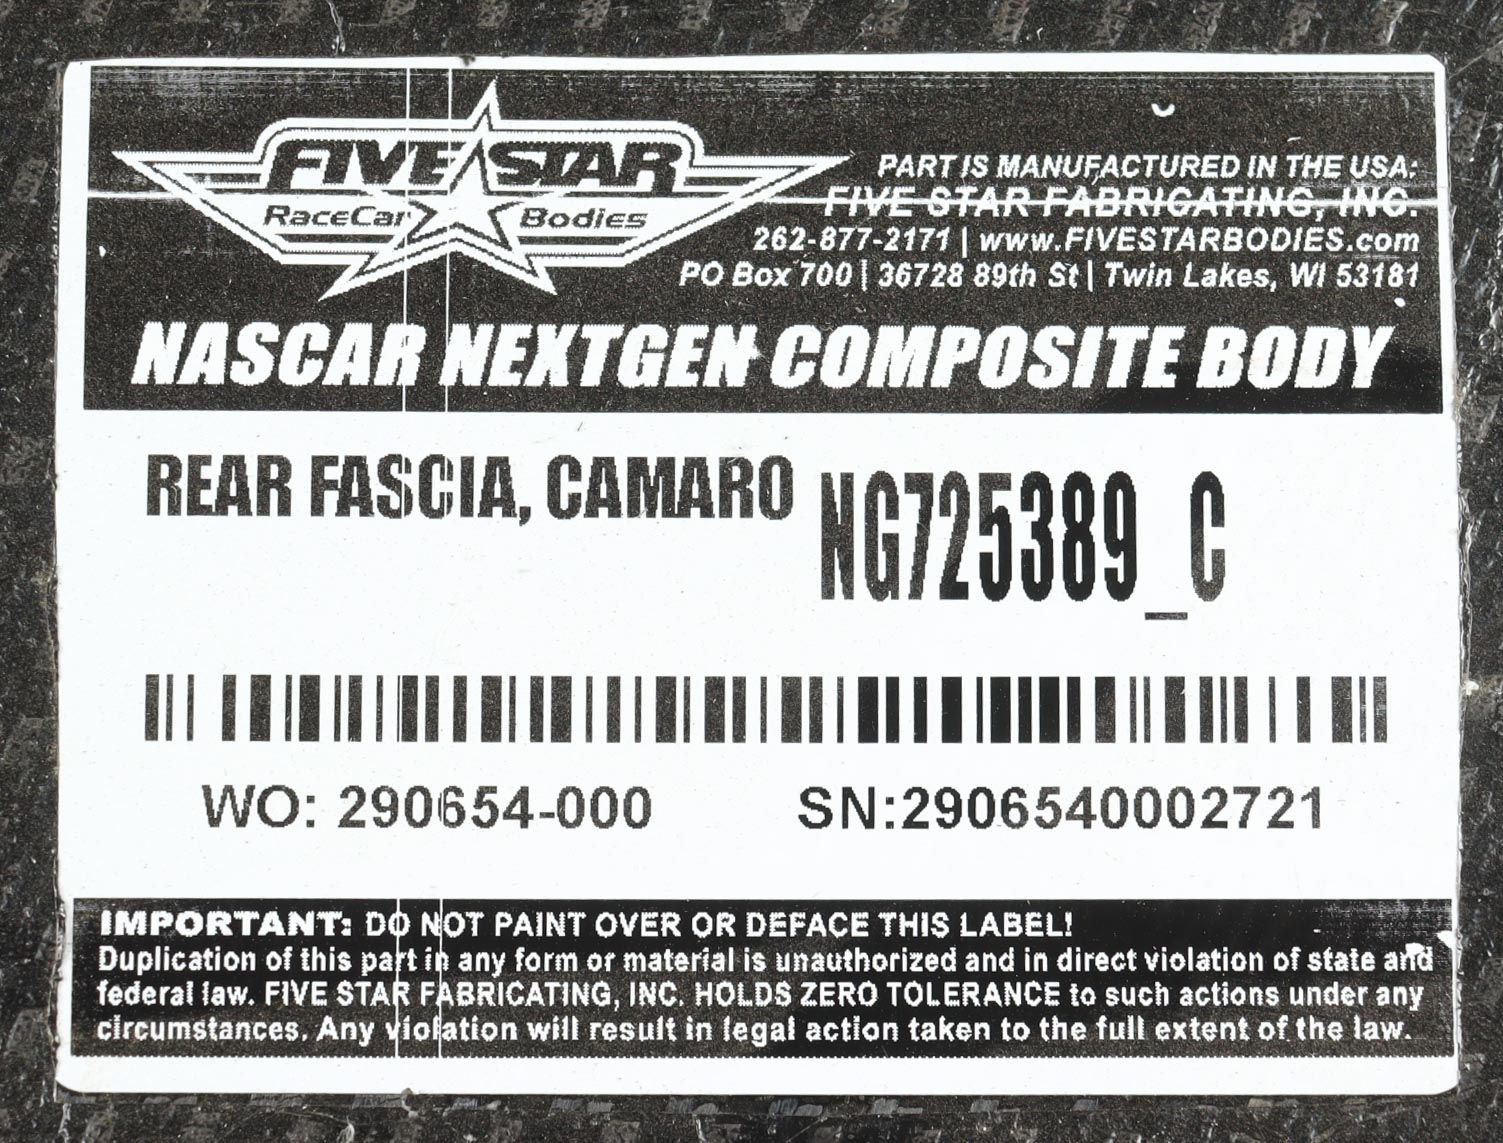 FIVE STAR
RaceCar Bodies
PART IS MANUFACTURED IN THE USA:
FIVE STAR FABRICATING, INC.
262-877-2171 | www.FIVESTARBODIES.com
PO Box 700 | 36728 89th St | Twin Lakes, WI 53181
NASCAR NEXTGEN COMPOSITE BODY
REAR FASCIA, CAMARO
NG725389_C
WO: 290654-000
SN:2906540002721
IMPORTANT: DO NOT PAINT OVER OR DEFACE THIS LABEL!
Duplication of this part in any form or material is unauthorized and in direct violation of state and
federal law. FIVE STAR FABRICATING, INC. HOLDS ZERO TOLERANCE to such actions under any
circumstances. Any violation will result in legal action taken to the full extent of the law.